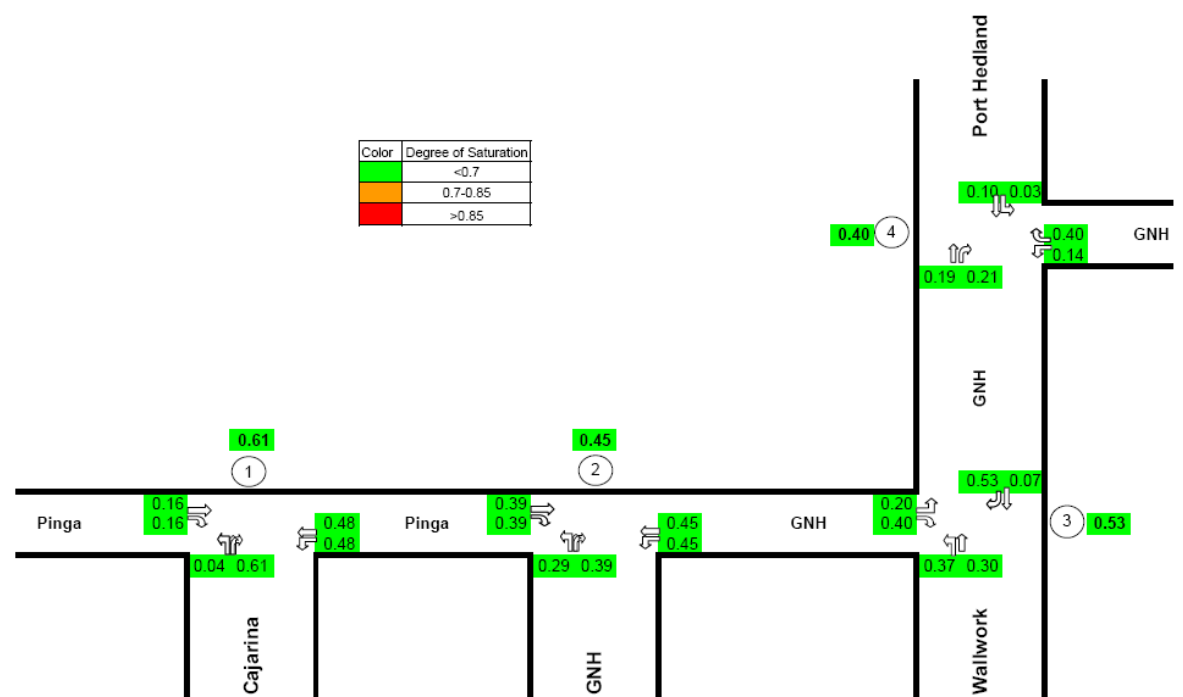 Port Hedland
Color Degree of Saturation
<0.7
0.7-0.85
>0.85
0.10 0.03
0.40 4
0.40
0.14
GNH
0.19 0.21
GNH
0.61
1
0.45
2
0.53 0.07
Pinga
0.16
0.16
0.48
0.48
Pinga
0.39
0.39
0.45
0.45
GNH
0.20
0.40
3 0.53
0.04 0.61
0.29 0.39
0.37 0.30
Cajarina
GNH
Wallwork